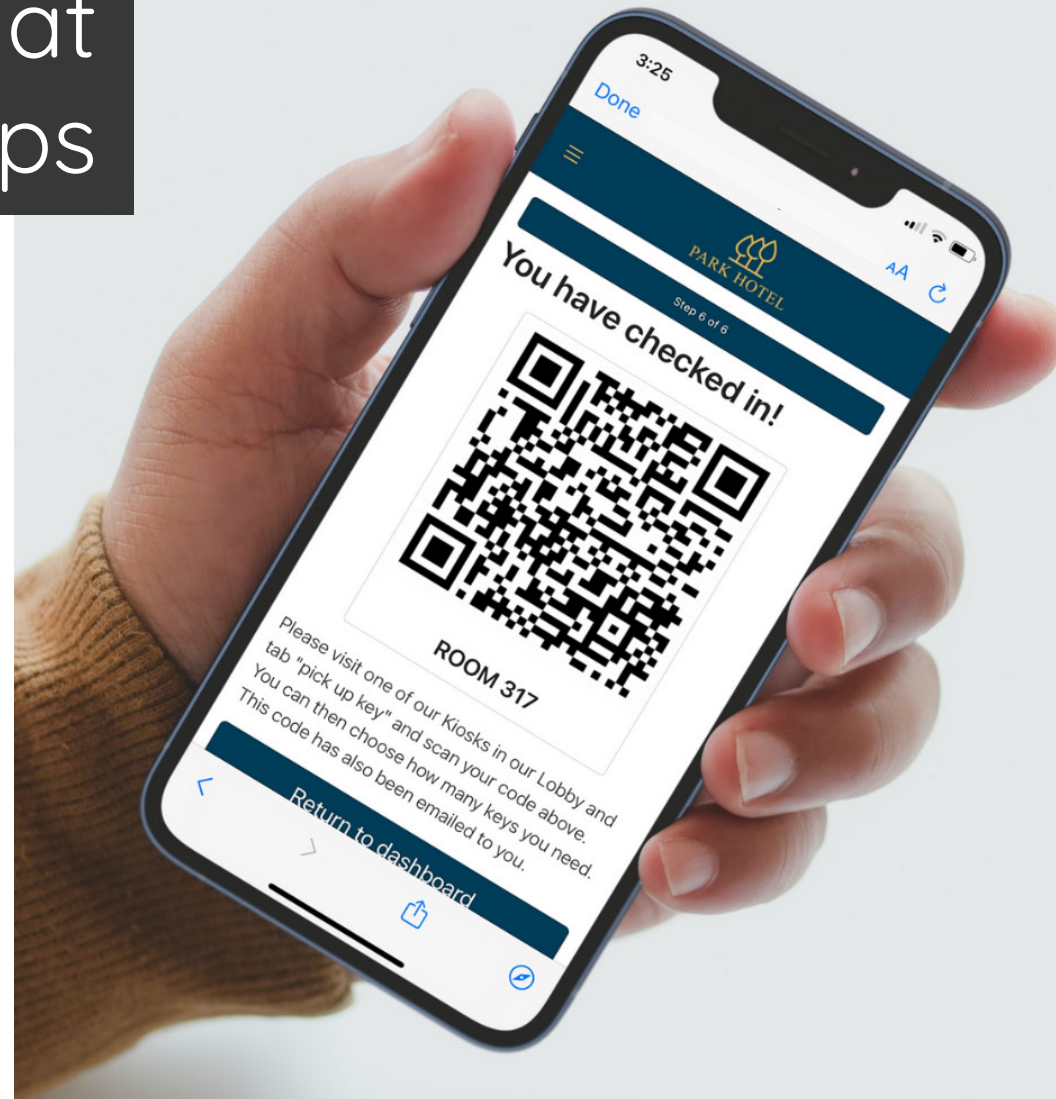 at
ps
3:25
Done
AA
PARK HOTEL
Step 6 of 6
You have checked in!
ROOM 317
Please visit one of our Kiosks in our Lobby and
tab "pick up key" and scan your code above.
You can then choose how many keys you need.
This code has also been emailed to you.
Return to dashboard